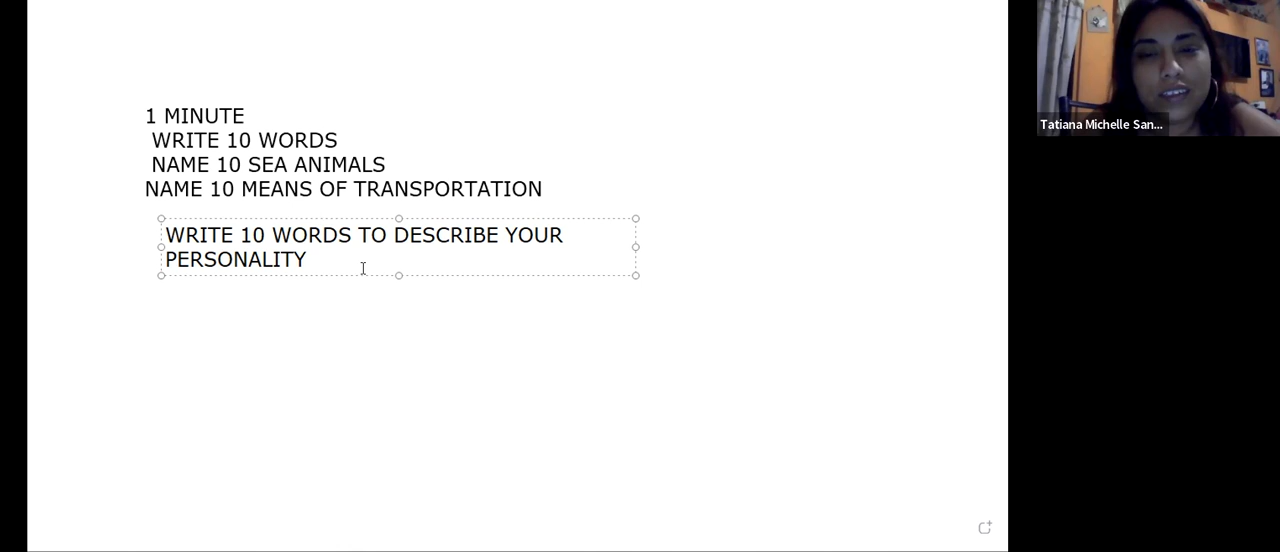 1 MINUTE
WRITE 10 WORDS
NAME 10 SEA ANIMALS
NAME 10 MEANS OF TRANSPORTATION
WRITE 10 WORDS TO DESCRIBE YOUR
PERSONALITY
Tatiana Michelle San...